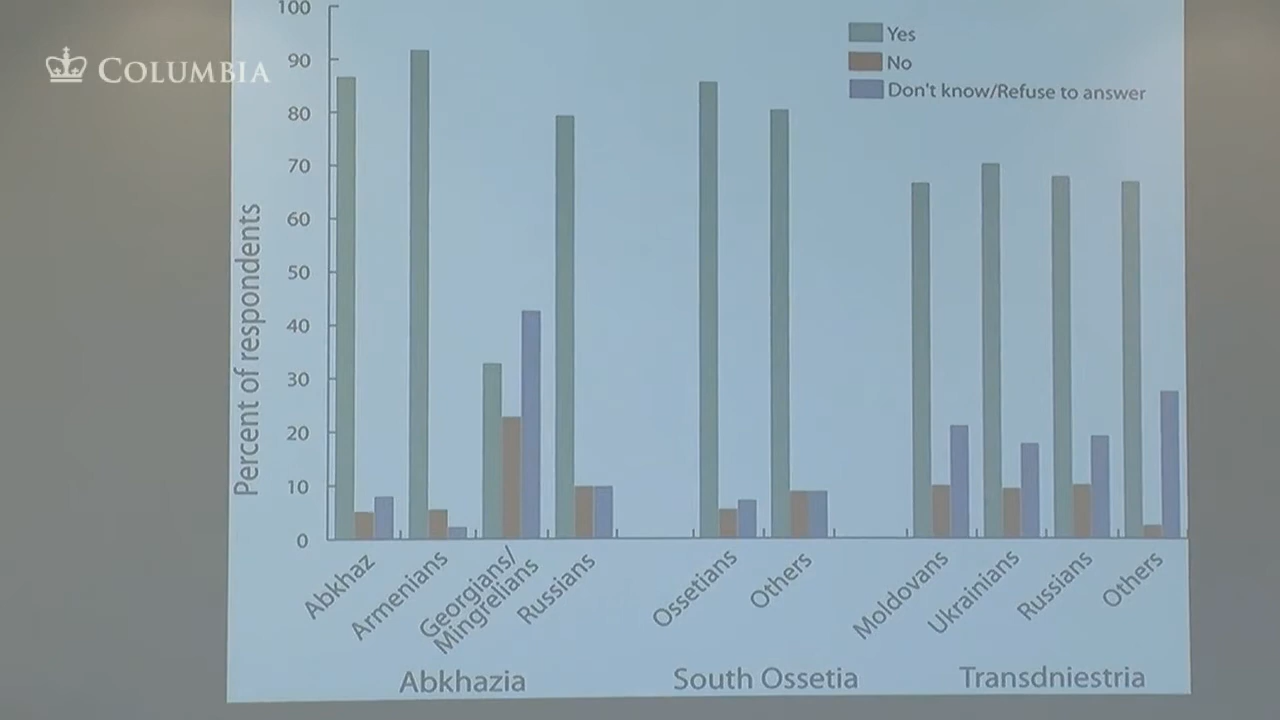 COLUMBIA
100
90
80
70
60
50
40
30
20
10
0
Percent of respondents
Yes
No
Don't know/Refuse to answer
Abkhaz
Armenians
Georgians/
Mingrelians
Russians
Ossetians
Others
Moldovans
Ukrainians
Russians
Others
Abkhazia
South Ossetia
Transdniestria